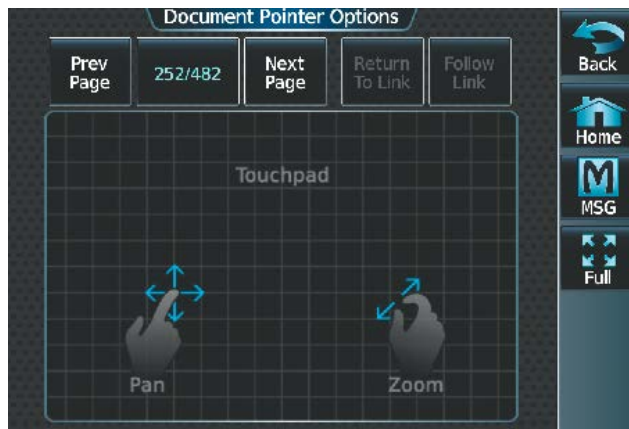 Document Pointer Options
Prev
Page
252/482
Next
Page
Return
To Link
Follow
Link
Back
Home
MSG
Full
Touchpad
Pan
Zoom